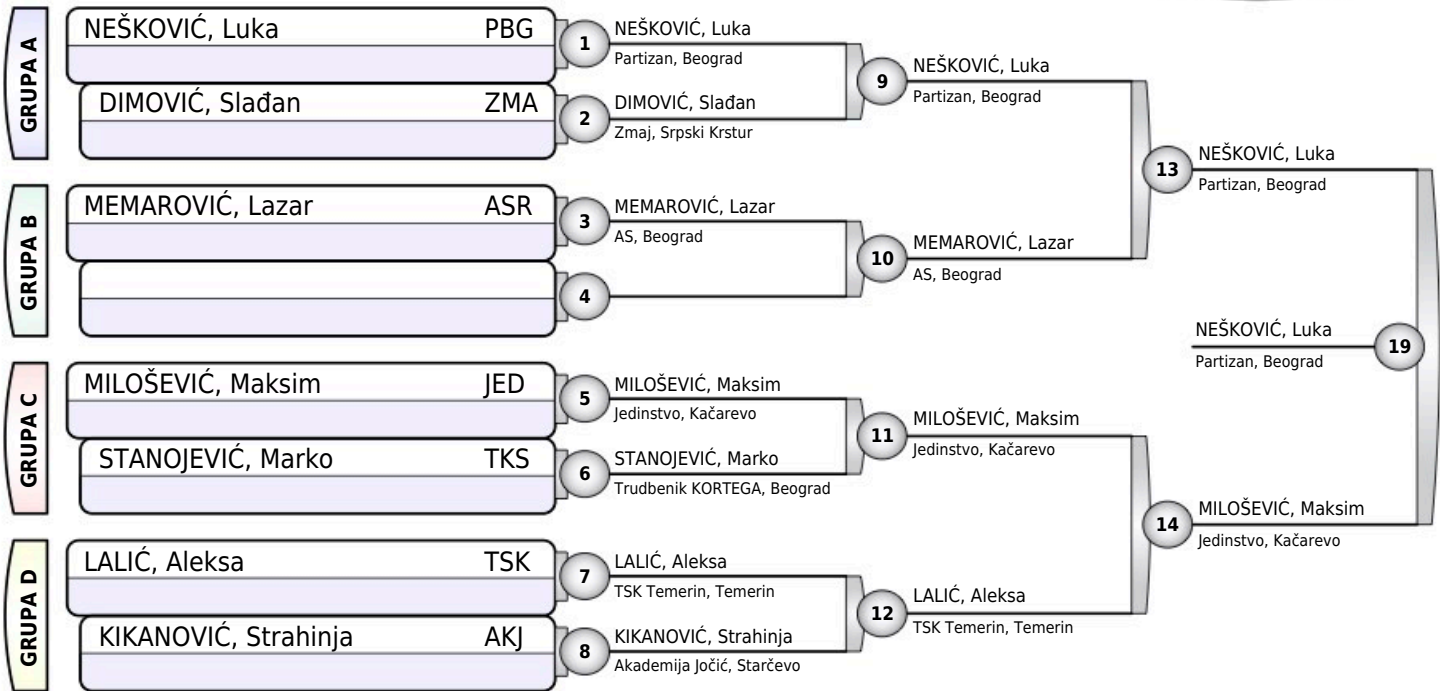 GRUPA A
NEŠKOVIĆ, Luka PBG
DIMOVIĆ, Slađan ZMA
1
NEŠKOVIĆ, Luka
Partizan, Beograd
2
DIMOVIĆ, Slađan
Zmaj, Srpski Krstur
9
NEŠKOVIĆ, Luka
Partizan, Beograd
GRUPA B
MEMAROVIĆ, Lazar ASR
3
MEMAROVIĆ, Lazar
AS, Beograd
4
10
MEMAROVIĆ, Lazar
AS, Beograd
13
NEŠKOVIĆ, Luka
Partizan, Beograd
GRUPA C
MILOŠEVIĆ, Maksim JED
STANOJEVIĆ, Marko TKS
5
MILOŠEVIĆ, Maksim
Jedinstvo, Kačarevo
6
STANOJEVIĆ, Marko
Trudbenik KORTEGA, Beograd
11
MILOŠEVIĆ, Maksim
Jedinstvo, Kačarevo
GRUPA D
LALIĆ, Aleksa TSK
KIKANOVIĆ, Strahinja AKJ
7
LALIĆ, Aleksa
TSK Temerin, Temerin
8
KIKANOVIĆ, Strahinja
Akademija Jočić, Starčevo
12
LALIĆ, Aleksa
TSK Temerin, Temerin
14
MILOŠEVIĆ, Maksim
Jedinstvo, Kačarevo
NEŠKOVIĆ, Luka
Partizan, Beograd
19